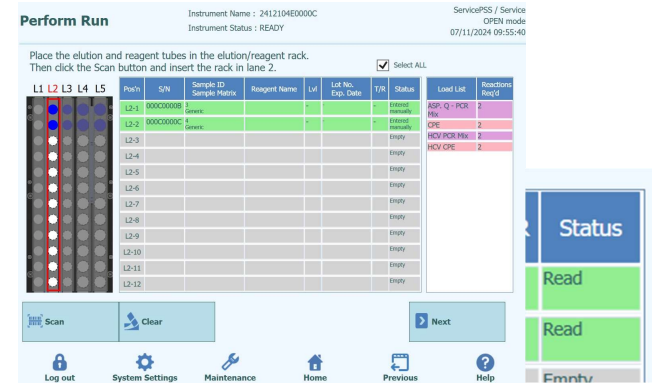 Perform Run
Instrument Name : 2412104E0000C
Instrument Status : READY
ServicePSS / Service
OPEN mode
07/11/2024 09:55:40
Place the elution and reagent tubes in the elution/reagent rack.
Then click the Scan button and insert the rack in lane 2.
Select ALL
L1 L2 L3 L4 L5
Pos'n S/N Sample ID Reagent Name Lvl Lot No. T/R Status
Sample Matrix Exp. Date
L2-1 000C0000B 3 - - - Entered
Generic manually
L2-2 000C0000C 4 - - - Entered
Generic manually
L2-3 Empty
L2-4 Empty
L2-5 Empty
L2-6 Empty
L2-7 Empty
L2-8 Empty
L2-9 Empty
L2-10 Empty
L2-11 Empty
L2-12 Empty
Load List Reactions
Req'd
ASP. Q - PCR 2
Mix
CPE 2
HCV PCR Mix 2
HCV CPE 2
Status
Read
Read
Empty
Scan
Clear
Next
Log out
System Settings
Maintenance
Home
Previous
Help